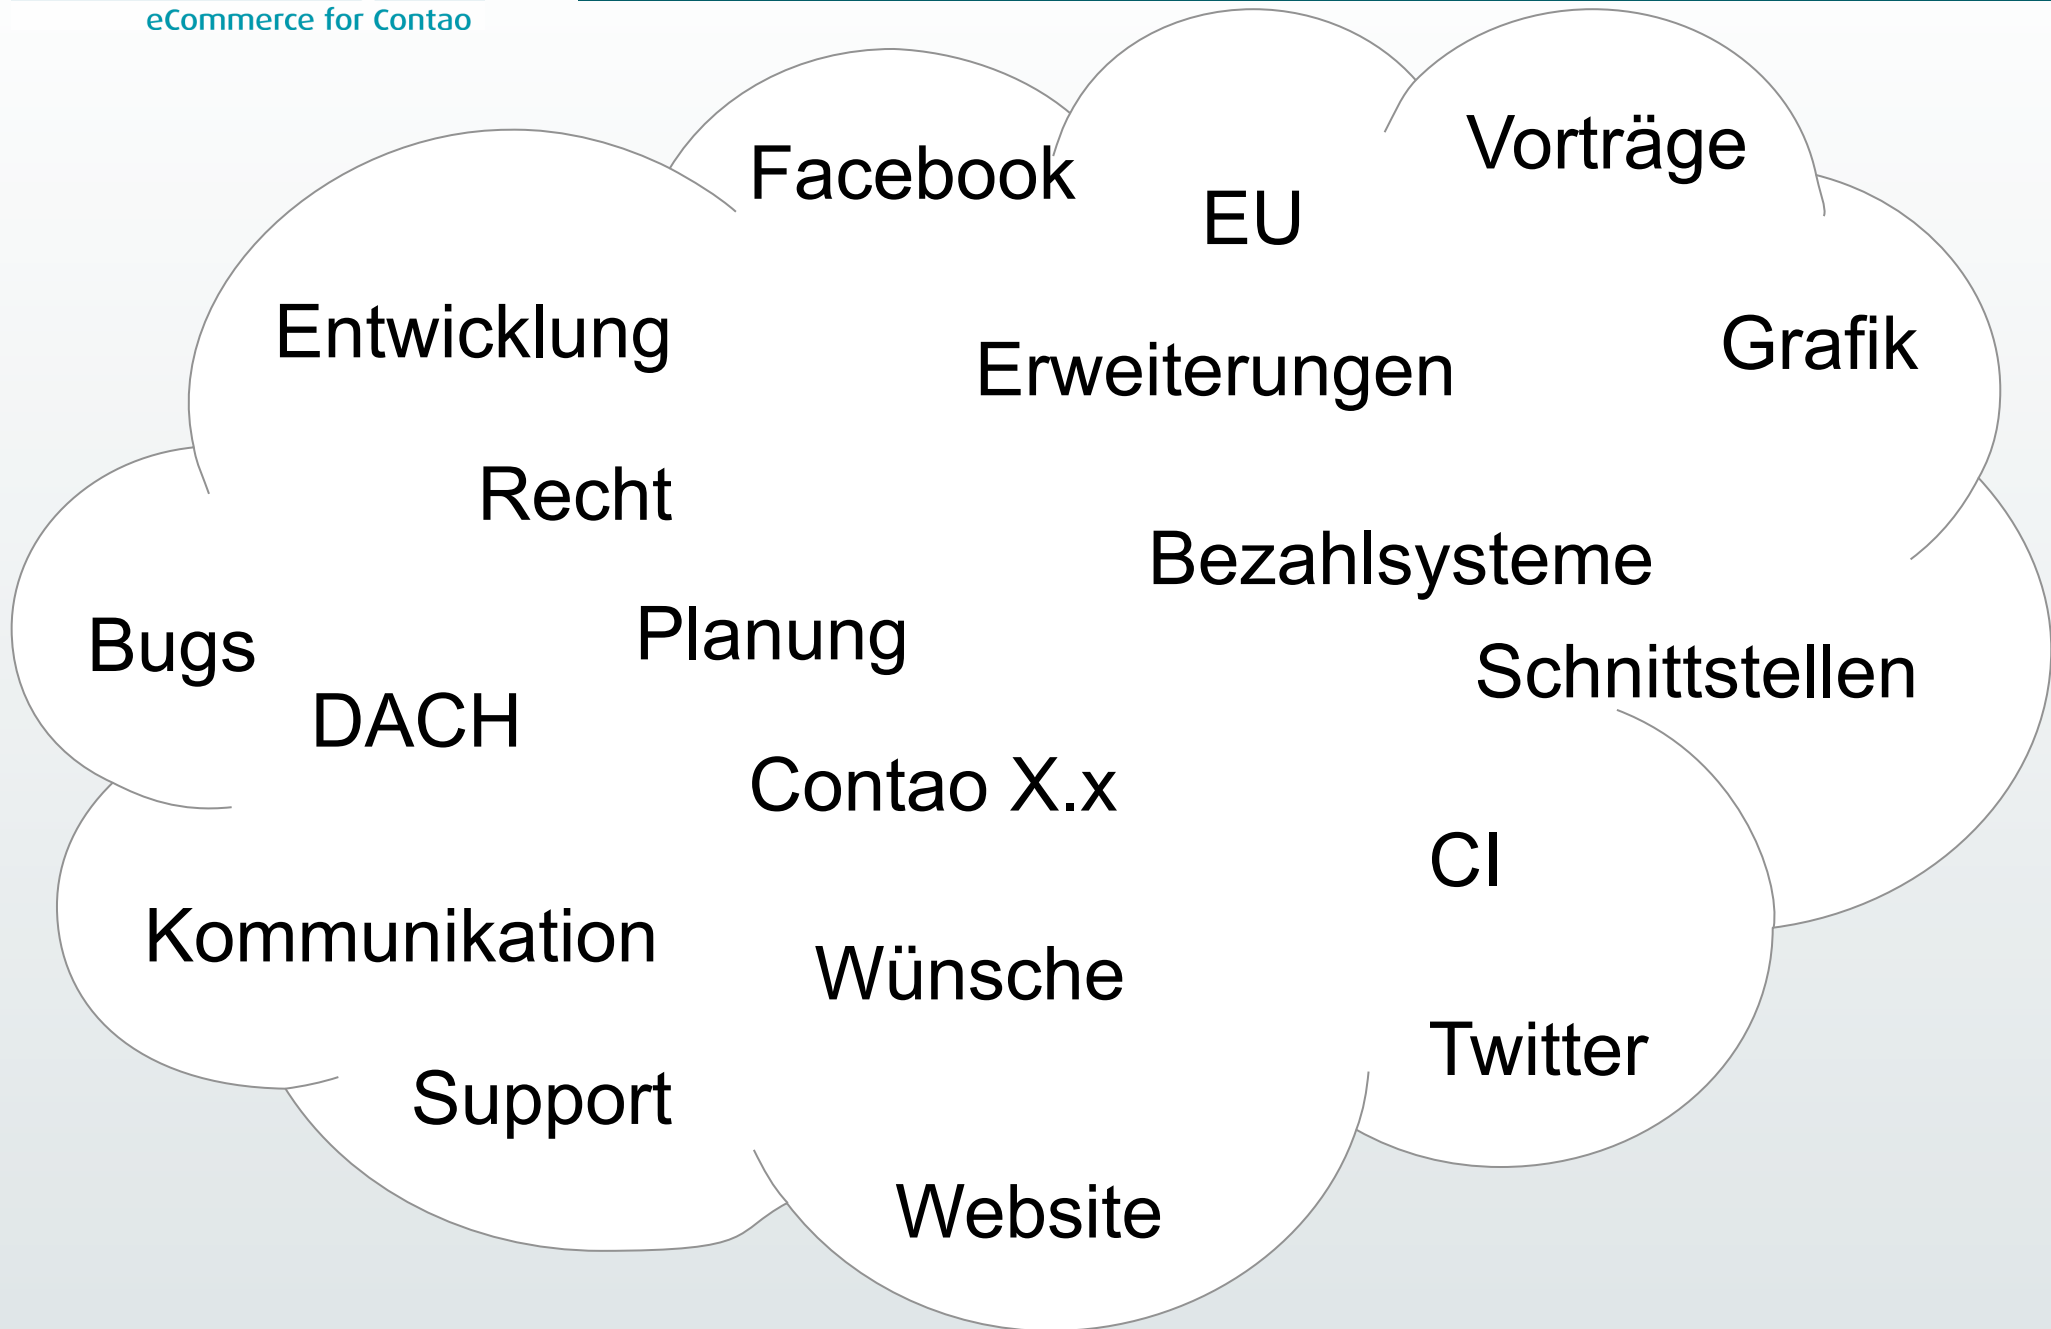 eCommerce for Contao
Vorträge
Facebook
EU
Entwicklung
Grafik
Erweiterungen
Recht
Bezahlsysteme
Planung
Bugs
Schnittstellen
DACH
Contao X.x
CI
Kommunikation
Wünsche
Twitter
Support
Website